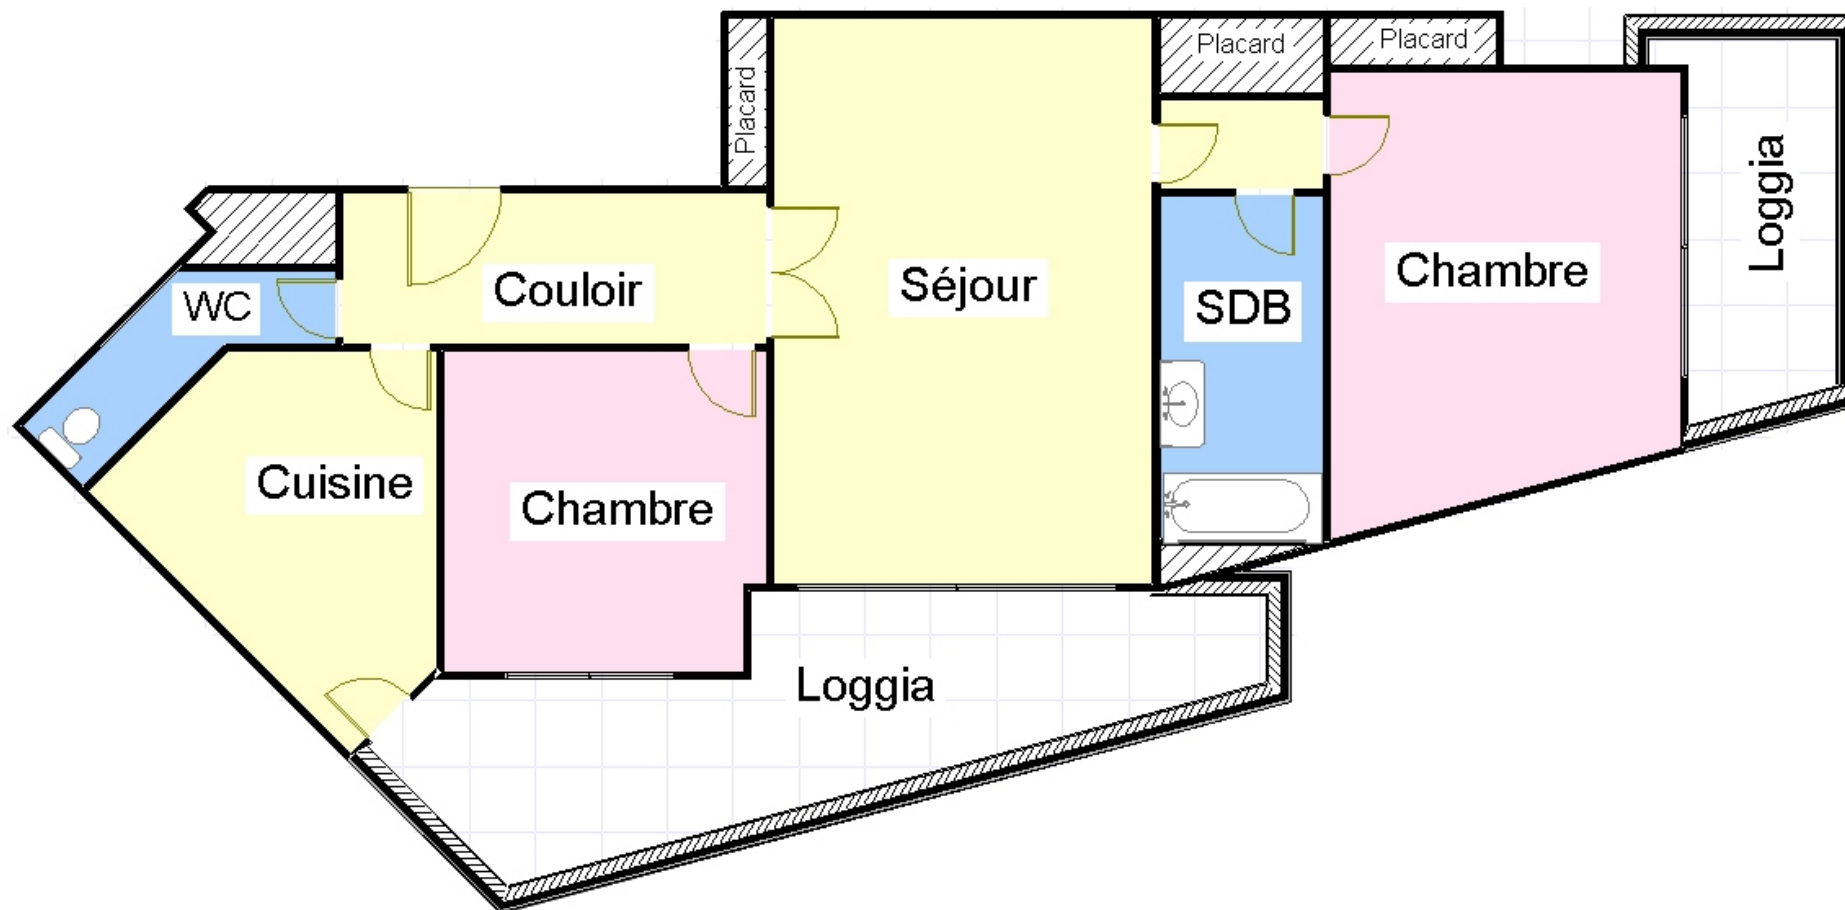 Placard
Placard
Placard
Loggia
WC
Couloir
Séjour
SDB
Chambre
Cuisine
Chambre
Loggia